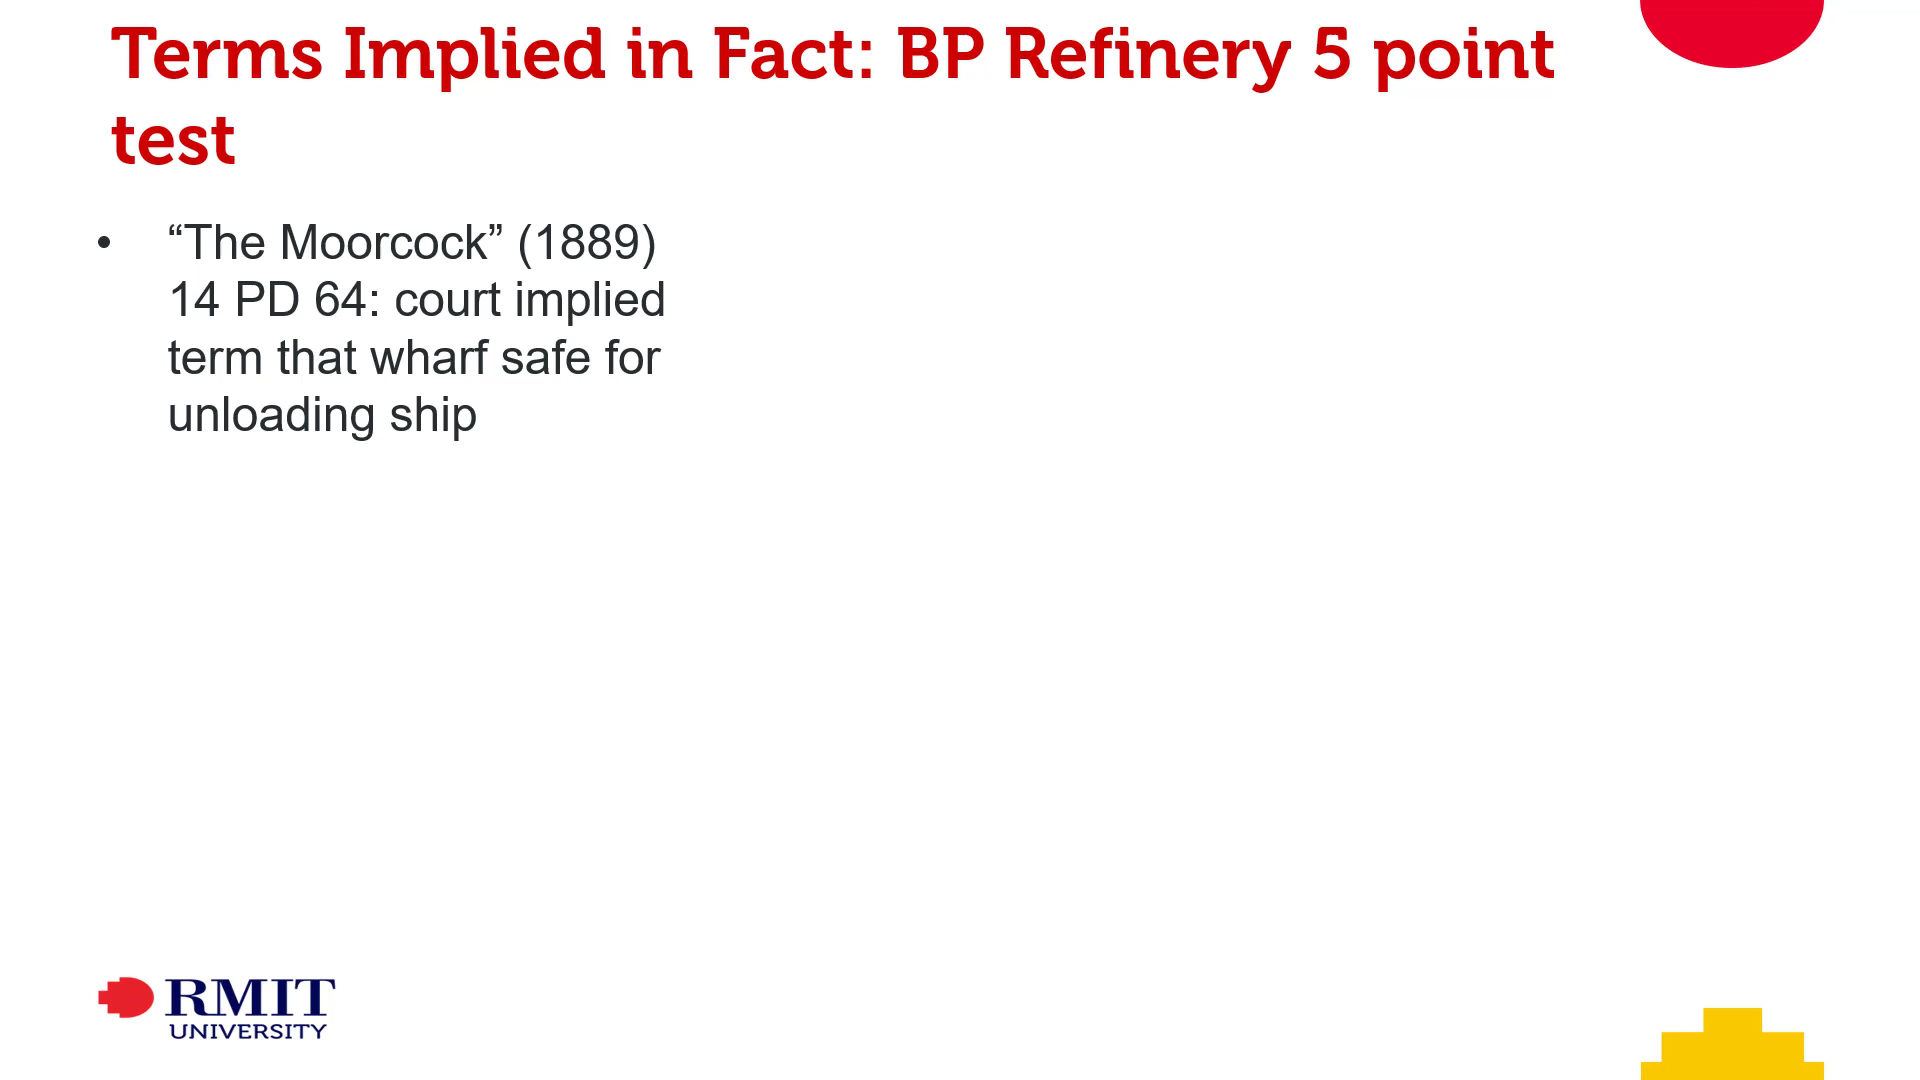 Terms Implied in Fact: BP Refinery 5 point
test
• “The Moorcock” (1889)
14 PD 64: court implied
term that wharf safe for
unloading ship
RMIT
UNIVERSITY